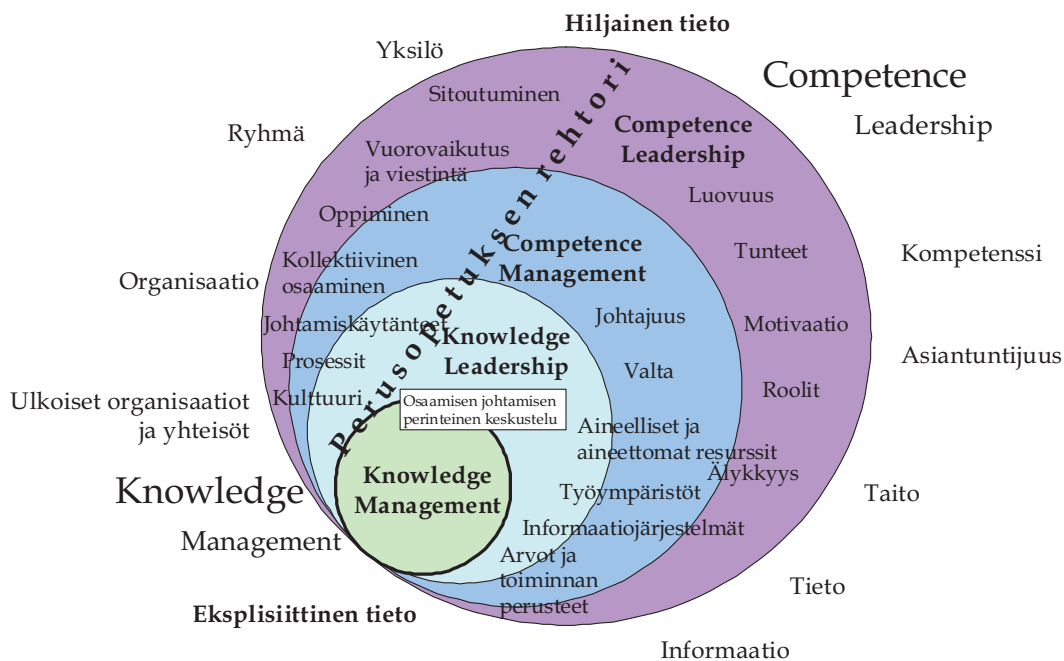 Hiljainen tieto
Yksilö
Competence
Leadership
Sitoutuminen
Ryhmä
Competence
Leadership
Vuorovaikutus
ja viestintä
Luovuus
Oppiminen
Perusopetuksen rehtori
Competence
Management
Tunteet
Kompetenssi
Kollektiivinen
osaaminen
Organisaatio
Johtajuus
Motivaatio
Johtamiskäytänteet
Knowledge
Leadership
Asiantuntijuus
Prosessit
Valta
Roolit
Kulttuuri
Ulkoiset organisaatiot
ja yhteisöt
Osaamisen johtamisen
perinteinen keskustelu
Aineelliset ja
aineettomat resurssit
Älykkyys
Knowledge
Management
Knowledge
Management
Työympäristöt
Taito
Informaatiojärjestelmät
Arvot ja
toiminnan
perusteet
Tieto
Eksplisiittinen tieto
Informaatio